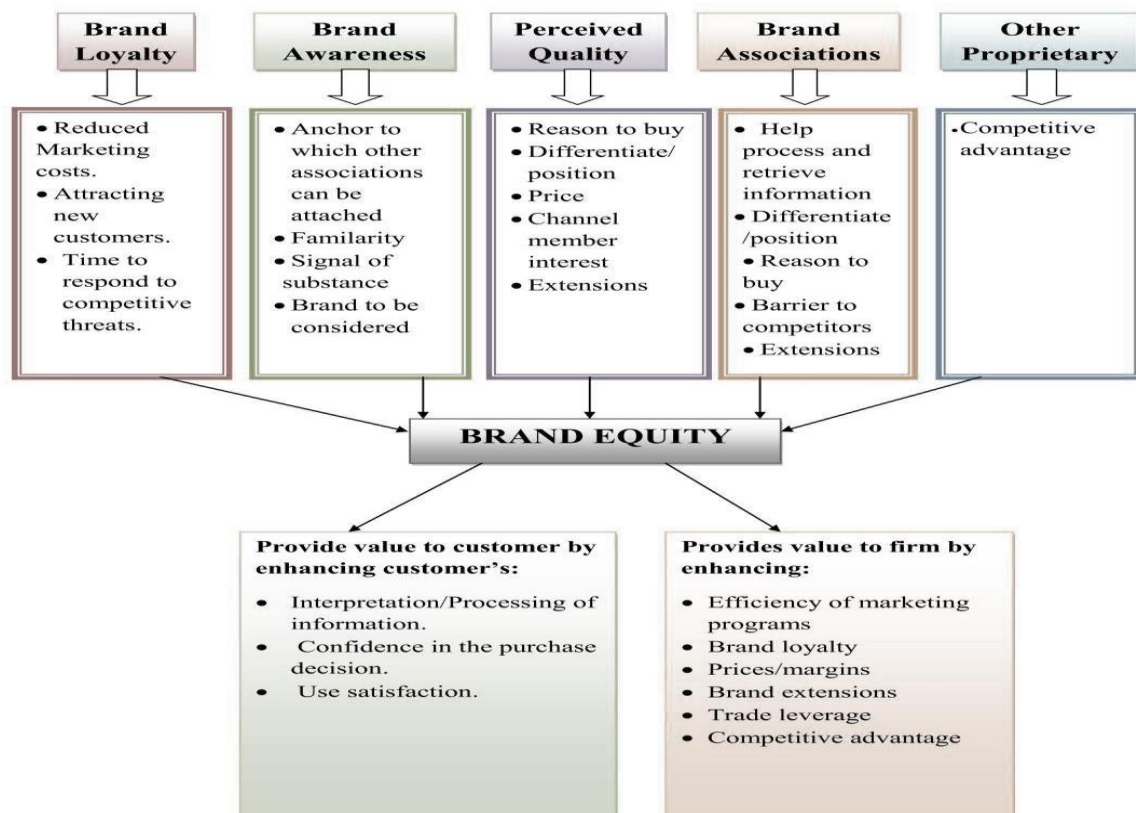 Brand
Loyalty
Brand
Awareness
Perceived
Quality
Brand
Associations
Other
Proprietary
• Reduced
Marketing
costs.
• Attracting
new
customers.
• Time to
respond to
competitive
threats.
• Anchor to
which other
associations
can be
attached
• Familarity
• Signal of
substance
• Brand to be
considered
• Reason to buy
• Differentiate/
position
• Price
• Channel
member
interest
• Extensions
• Help
process and
retrieve
information
• Differentiate
/position
• Reason to
buy
• Barrier to
competitors
• Extensions
•Competitive
advantage
BRAND EQUITY
Provide value to customer by
enhancing customer’s:
• Interpretation/Processing of
information.
• Confidence in the purchase
decision.
• Use satisfaction.
Provides value to firm by
enhancing:
• Efficiency of marketing
programs
• Brand loyalty
• Prices/margins
• Brand extensions
• Trade leverage
• Competitive advantage